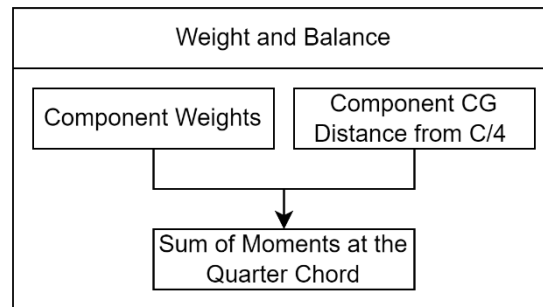 Weight and Balance
Component Weights
Component CG
Distance from C/4
Sum of Moments at the
Quarter Chord